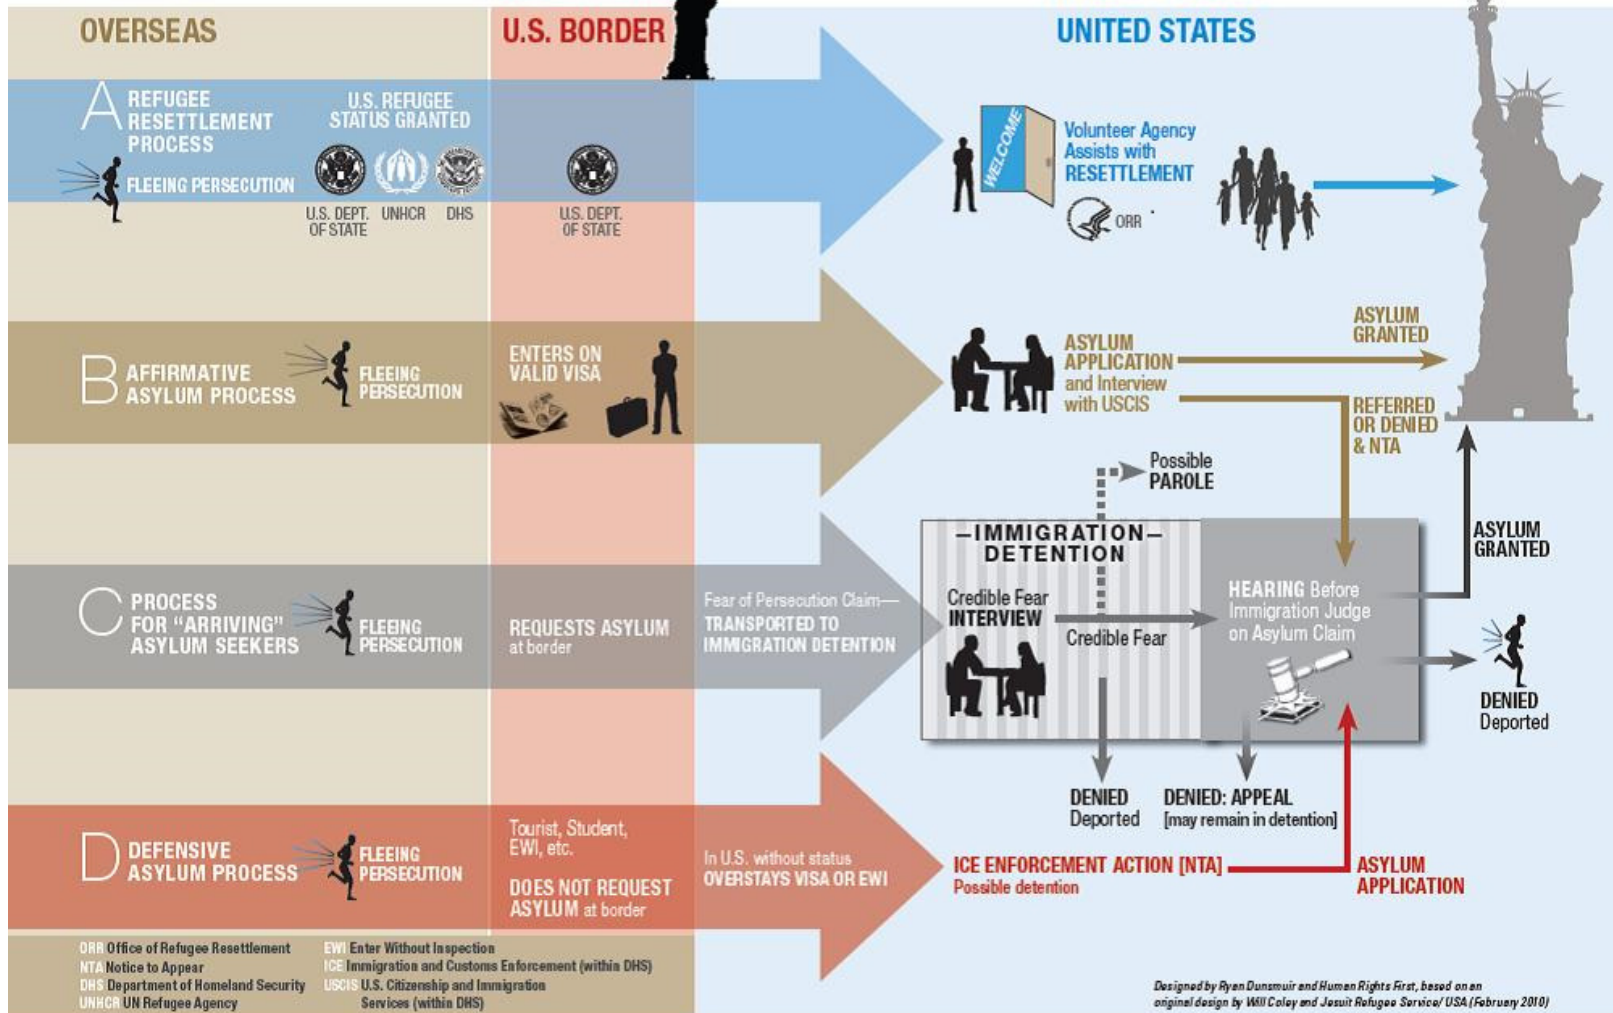 OVERSEAS
U.S. BORDER
UNITED STATES
A REFUGEE
RESETTLEMENT
PROCESS
FLEEING PERSECUTION
U.S. REFUGEE
STATUS GRANTED
U.S. DEPT.
OF STATE
UNHCR
DHS
U.S. DEPT.
OF STATE
WELCOME
Volunteer Agency
Assists with
RESETTLEMENT
ORR
B AFFIRMATIVE
ASYLUM PROCESS
FLEEING
PERSECUTION
ENTERS ON
VALID VISA
ASYLUM
APPLICATION
and Interview
with USCIS
ASYLUM
GRANTED
REFERRED
OR DENIED
& NTA
C PROCESS
FOR “ARRIVING”
ASYLUM SEEKERS
FLEEING
PERSECUTION
REQUESTS ASYLUM
at border
Fear of Persecution Claim—
TRANSPORTED TO
IMMIGRATION DETENTION
Possible
PAROLE
–IMMIGRATION–
DETENTION
Credible Fear
INTERVIEW
Credible Fear
HEARING Before
Immigration Judge
on Asylum Claim
ASYLUM
GRANTED
DENIED
Deported
DENIED
Deported
DENIED: APPEAL
[may remain in detention]
D DEFENSIVE
ASYLUM PROCESS
FLEEING
PERSECUTION
Tourist, Student,
EWI, etc.
DOES NOT REQUEST
ASYLUM at border
In U.S. without status
OVERSTAYS VISA OR EWI
ICE ENFORCEMENT ACTION [NTA]
Possible detention
ASYLUM
APPLICATION
ORR Office of Refugee Resettlement
NTA Notice to Appear
DHS Department of Homeland Security
UNHCR UN Refugee Agency
EWI Enter Without Inspection
ICE Immigration and Customs Enforcement (within DHS)
USCIS U.S. Citizenship and Immigration
Services (within DHS)
Designed by Ryan Dunsmuir and Human Rights First, based on an
original design by Will Coley and Jesuit Refugee Service/ USA (February 2010)